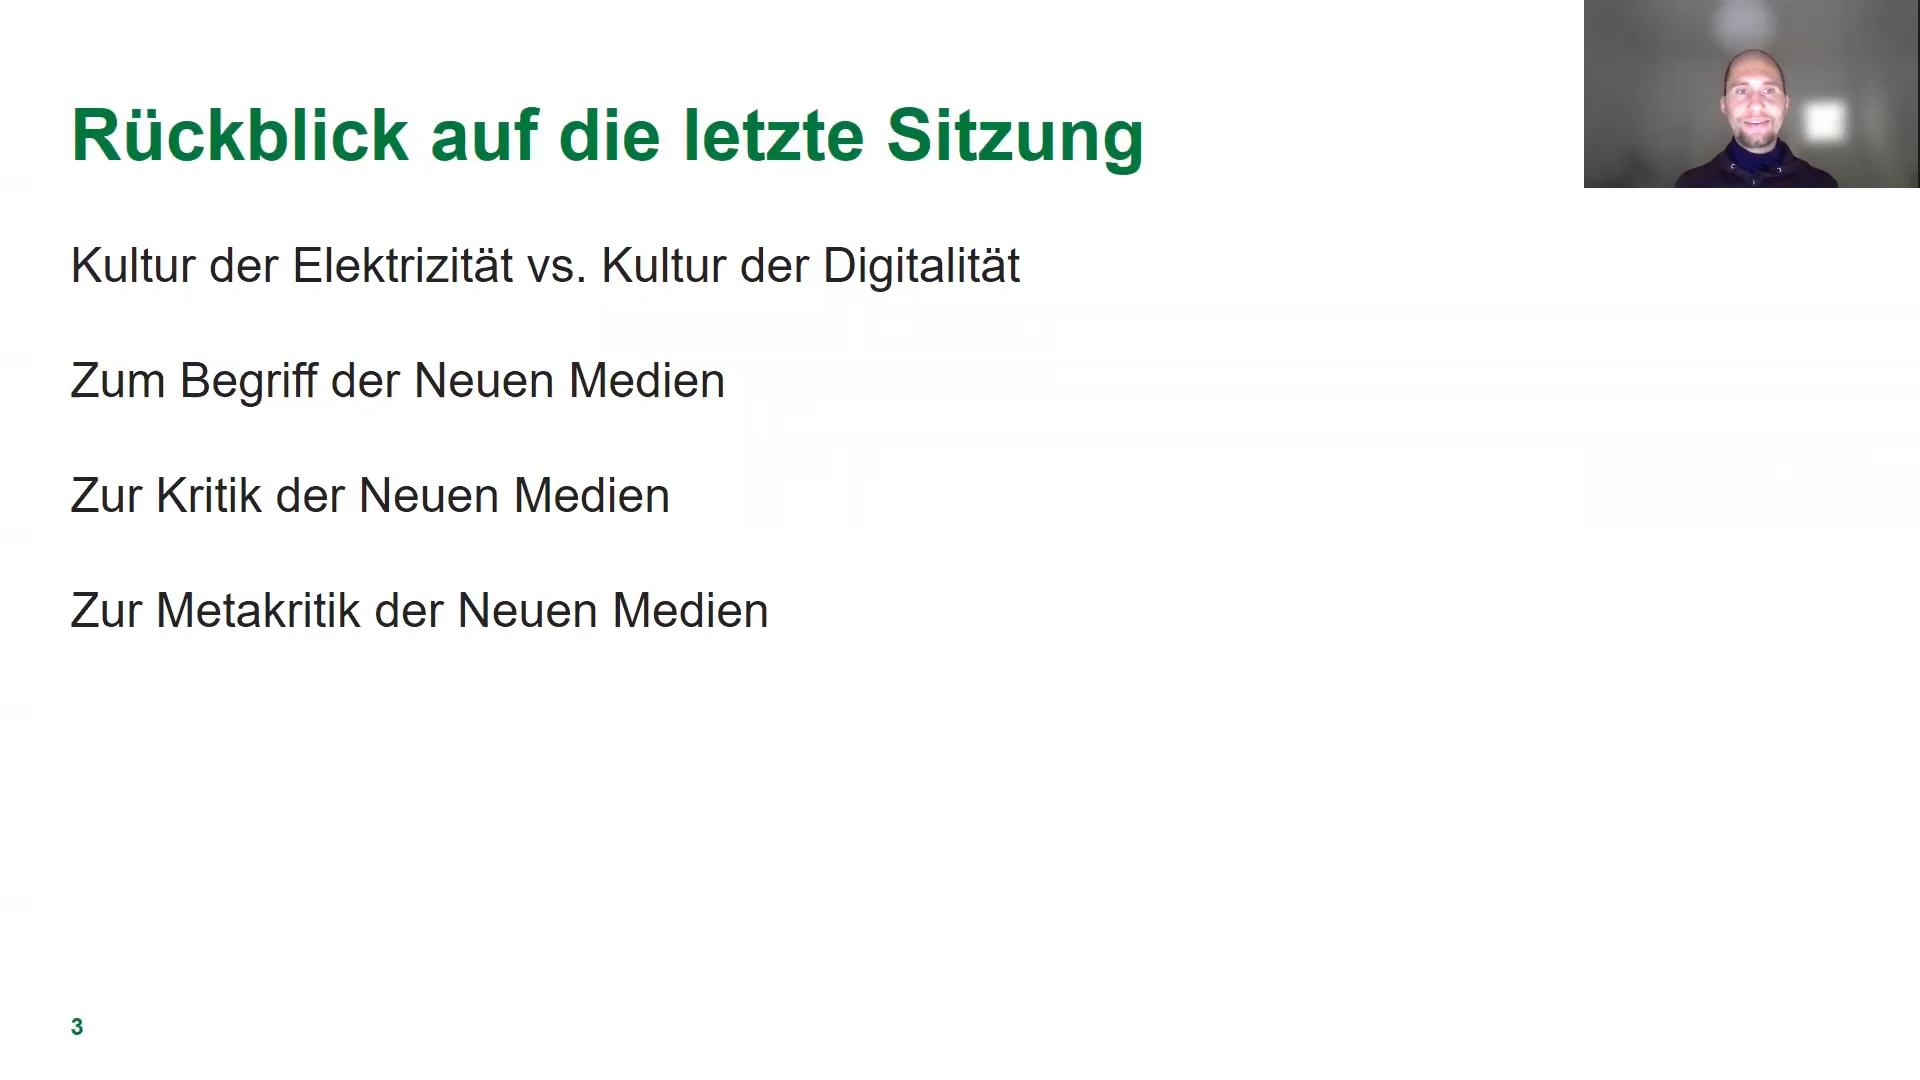 Rückblick auf die letzte Sitzung
Kultur der Elektrizität vs. Kultur der Digitalität
Zum Begriff der Neuen Medien
Zur Kritik der Neuen Medien
Zur Metakritik der Neuen Medien
3